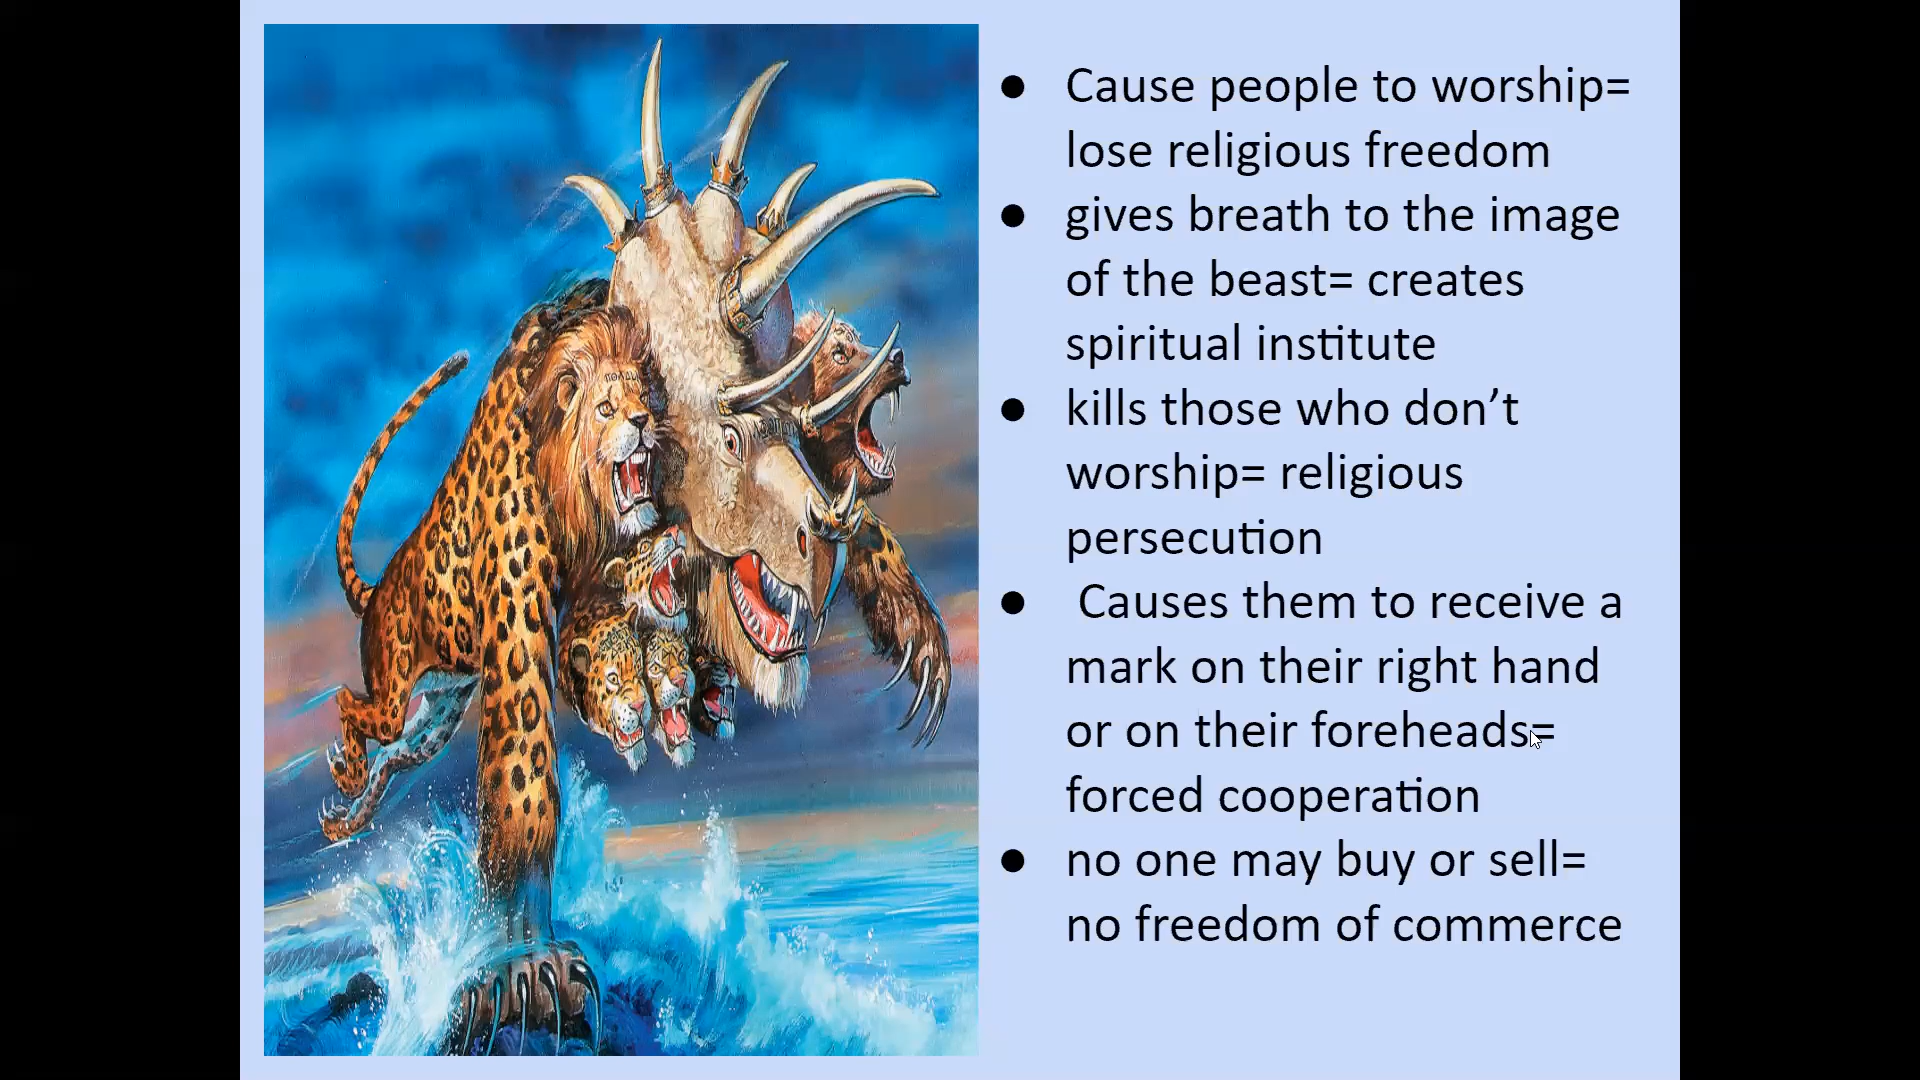 ● Cause people to worship=
lose religious freedom
● gives breath to the image
of the beast= creates
spiritual institute
● kills those who don’t
worship= religious
persecution
● Causes them to receive a
mark on their right hand
or on their foreheads=
forced cooperation
● no one may buy or sell=
no freedom of commerce